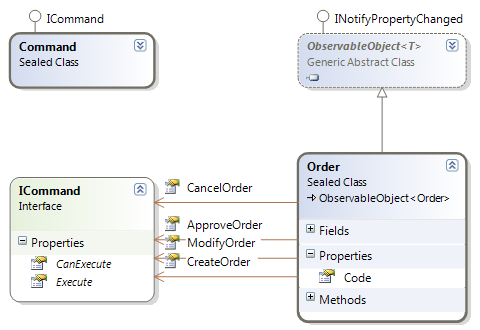 ICommand
INotifyPropertyChanged
Command
Sealed Class
ObservableObject<T>
Generic Abstract Class
Order
Sealed Class
ObservableObject<Order>
Fields
Properties
Code
Methods
ICommand
Interface
Properties
CanExecute
Execute
CancelOrder
ApproveOrder
ModifyOrder
CreateOrder